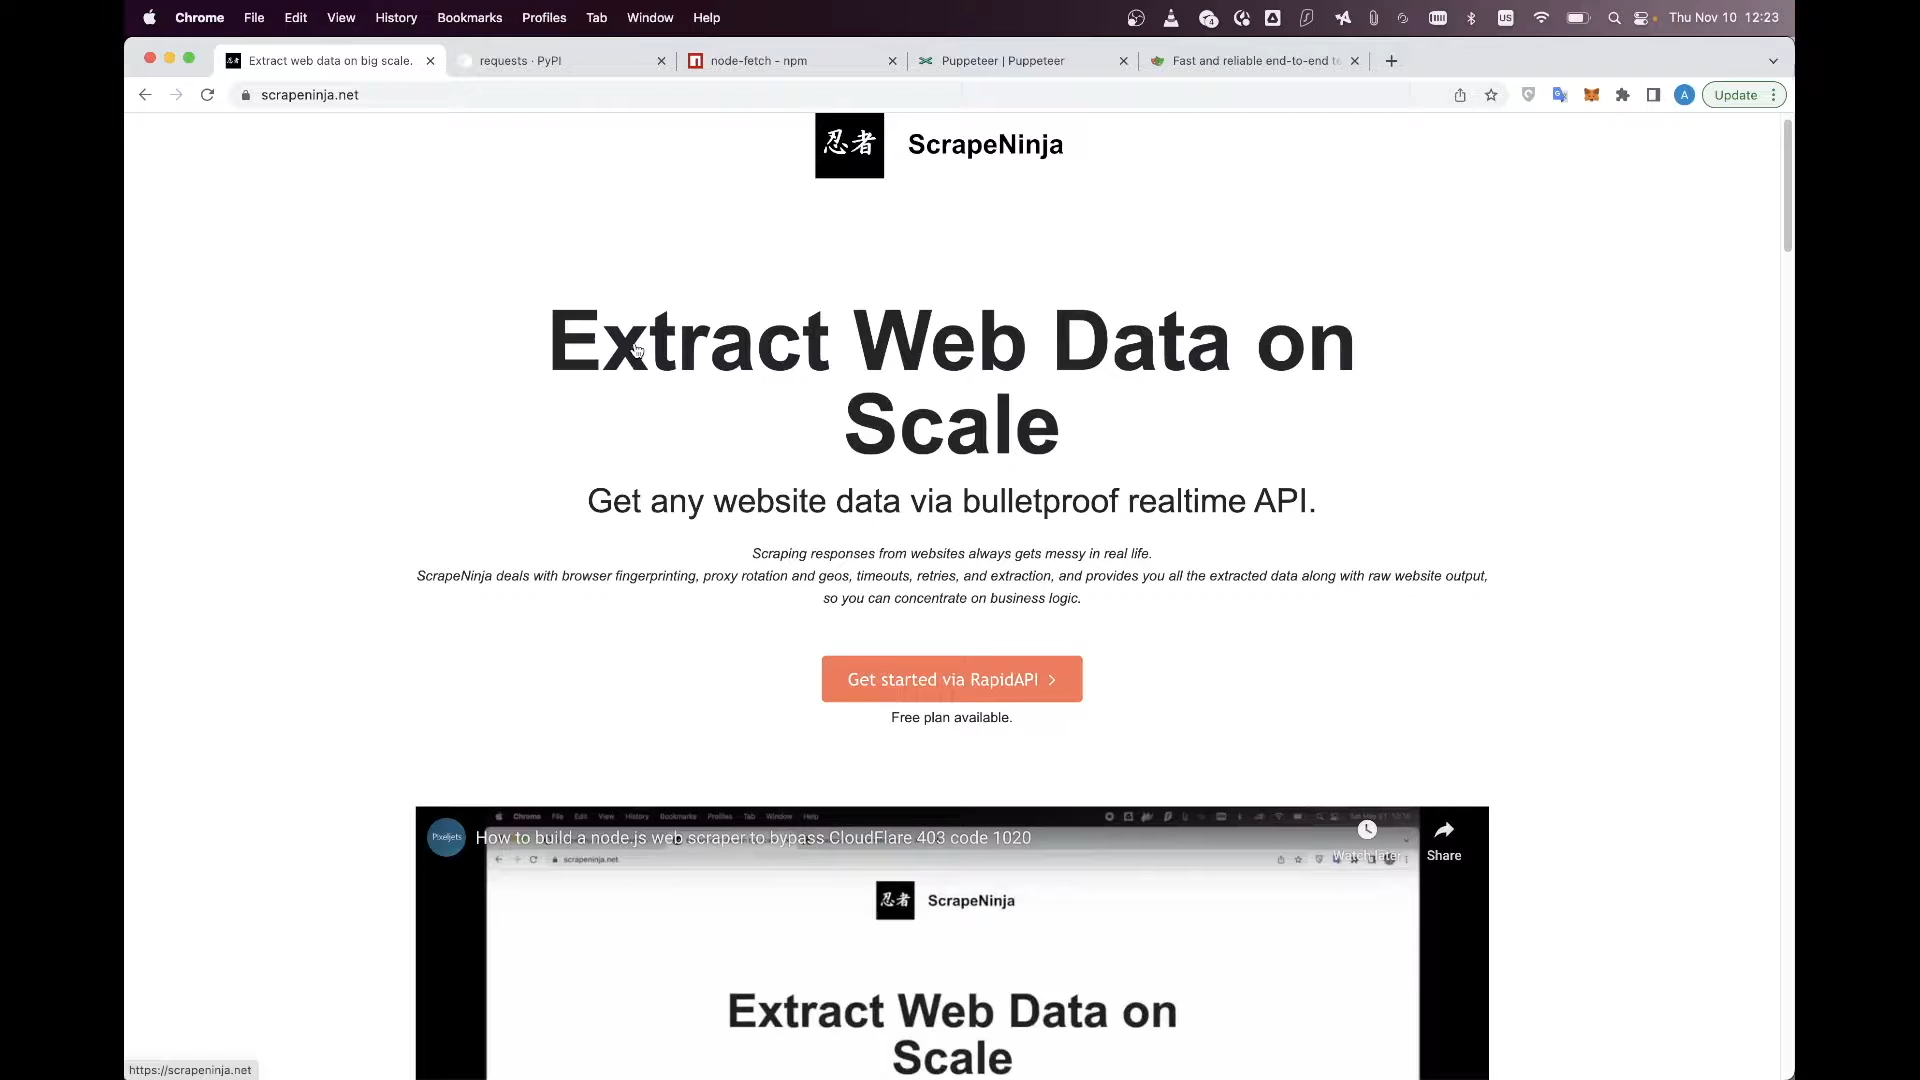 Chrome File Edit View History Bookmarks Profiles Tab Window Help
4
US
Thu Nov 10 12:23
Extract web data on big scale.
requests · PyPI
node-fetch - npm
Puppeteer | Puppeteer
Fast and reliable end-to-end te
scrapeninja.net
A
Update
忍者
ScrapeNinja
Extract Web Data on
Scale
Get any website data via bulletproof realtime API.
Scraping responses from websites always gets messy in real life.
ScrapeNinja deals with browser fingerprinting, proxy rotation and geos, timeouts, retries, and extraction, and provides you all the extracted data along with raw website output,
so you can concentrate on business logic.
Get started via RapidAPI >
Free plan available.
Chrome File Edit View History Bookmarks Profiles Tab Window Help
Pixeljets
How to build a node.js web scraper to bypass CloudFlare 403 code 1020
Watch later
Share
scrapeninja.net
忍者
ScrapeNinja
Extract Web Data on
Scale
https://scrapeninja.net